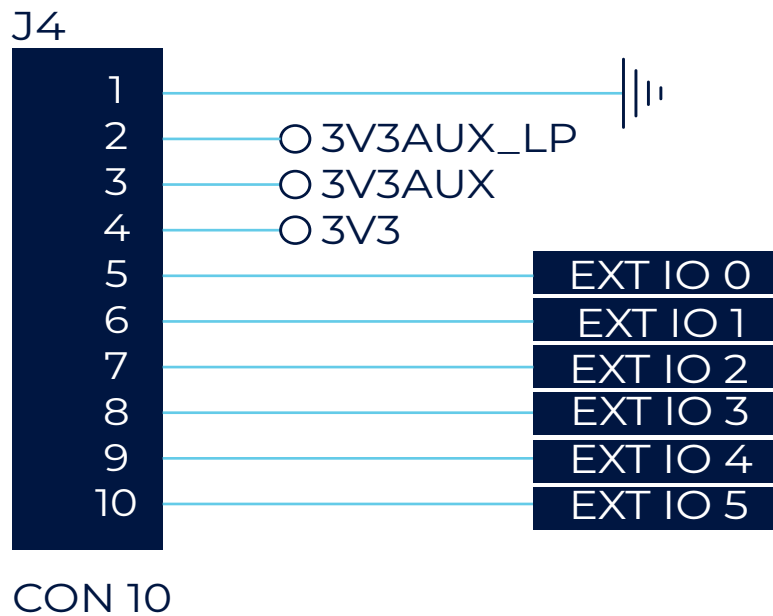 J4
1
2 3V3AUX_LP
3 3V3AUX
4 3V3
5 EXT IO 0
6 EXT IO 1
7 EXT IO 2
8 EXT IO 3
9 EXT IO 4
10 EXT IO 5
CON 10